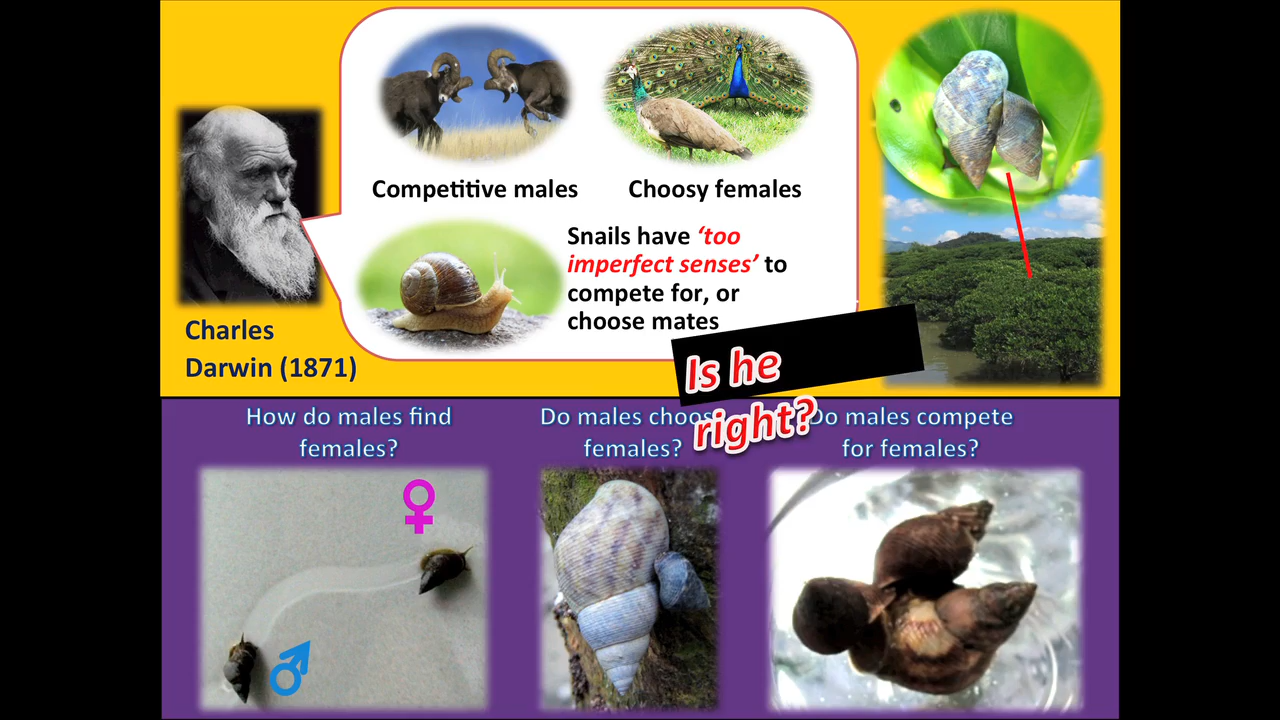 Competitive males
Choosy females
Snails have ‘too
imperfect senses’ to
compete for, or
choose mates
Charles
Darwin (1871)
Is he
right?
How do males find
females?
Do males choos
females?
Do males compete
for females?